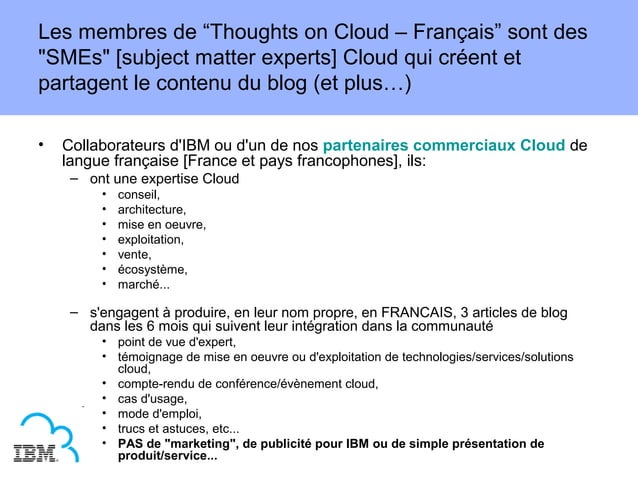 Les membres de “Thoughts on Cloud – Français” sont des
"SMEs" [subject matter experts] Cloud qui créent et
partagent le contenu du blog (et plus…)
• Collaborateurs d'IBM ou d'un de nos partenaires commerciaux Cloud de
langue française [France et pays francophones], ils:
– ont une expertise Cloud
• conseil,
• architecture,
• mise en oeuvre,
• exploitation,
• vente,
• écosystème,
• marché...
– s'engagent à produire, en leur nom propre, en FRANCAIS, 3 articles de blog
dans les 6 mois qui suivent leur intégration dans la communauté
• point de vue d'expert,
• témoignage de mise en oeuvre ou d'exploitation de technologies/services/solutions
cloud,
• compte-rendu de conférence/évènement cloud,
• cas d'usage,
• mode d'emploi,
• trucs et astuces, etc...
• PAS de "marketing", de publicité pour IBM ou de simple présentation de
produit/service...
IBM